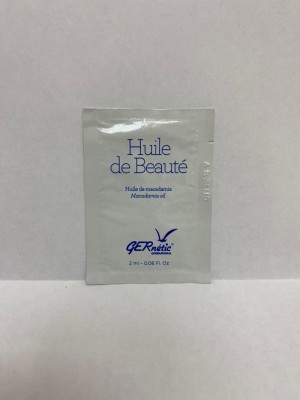 Huile
de Beauté
Huile de macadamia
Macadamia oil
GERnétic
2 ml - 0.06 Fl. Oz